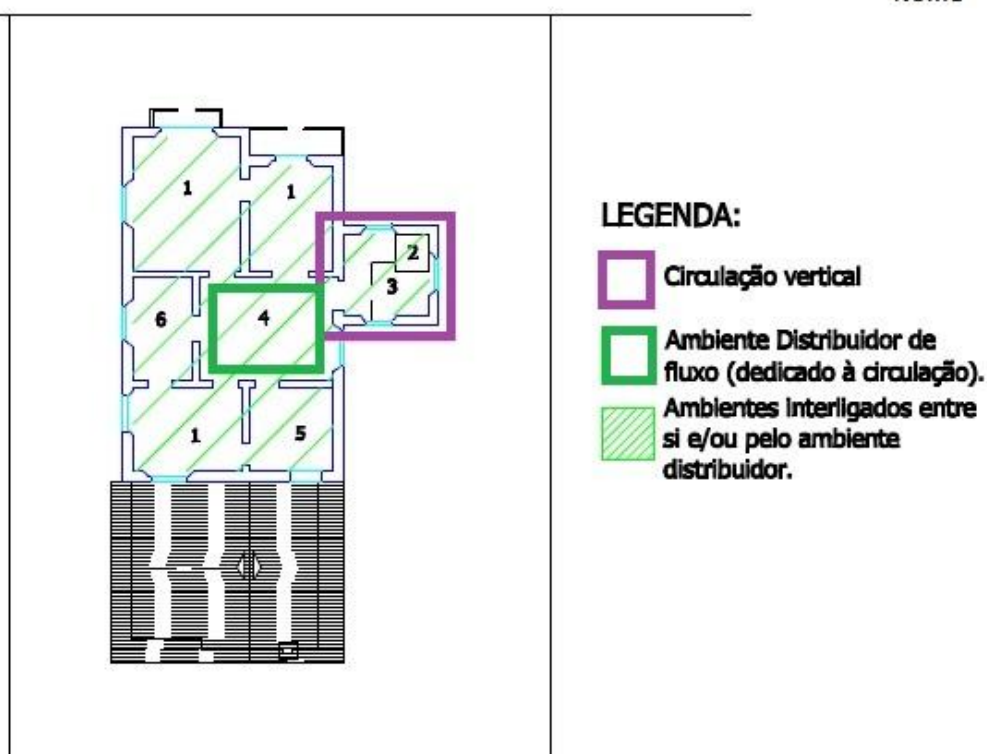 1
1
2
3
6
4
1
5
LEGENDA:
Circulação vertical
Ambiente Distribuidor de
fluxo (dedicado à circulação).
Ambientes interligados entre
si e/ou pelo ambiente
distribuidor.